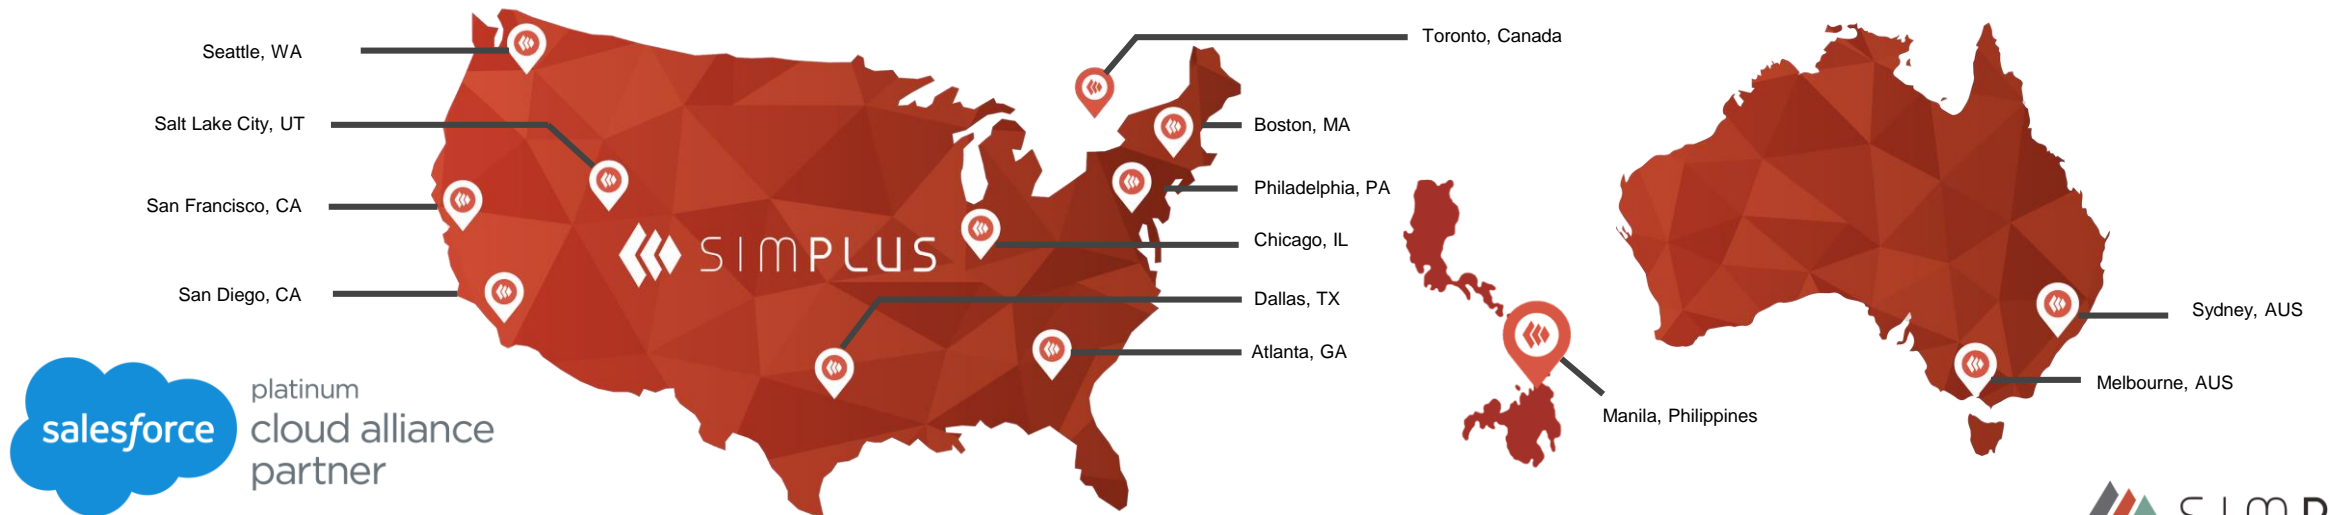 Seattle, WA
Salt Lake City, UT
San Francisco, CA
San Diego, CA
SIMPLUS
Toronto, Canada
Boston, MA
Philadelphia, PA
Chicago, IL
Dallas, TX
Atlanta, GA
Manila, Philippines
Sydney, AUS
Melbourne, AUS
salesforce
platinum
cloud alliance
partner